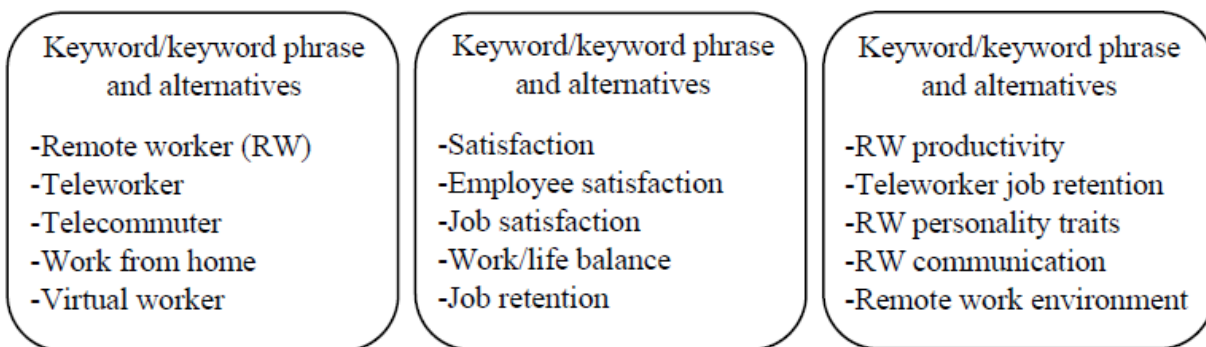 Keyword/keyword phrase
and alternatives
-Remote worker (RW)
-Teleworker
-Telecommuter
-Work from home
-Virtual worker
Keyword/keyword phrase
and alternatives
-Satisfaction
-Employee satisfaction
-Job satisfaction
-Work/life balance
-Job retention
Keyword/keyword phrase
and alternatives
-RW productivity
-Teleworker job retention
-RW personality traits
-RW communication
-Remote work environment